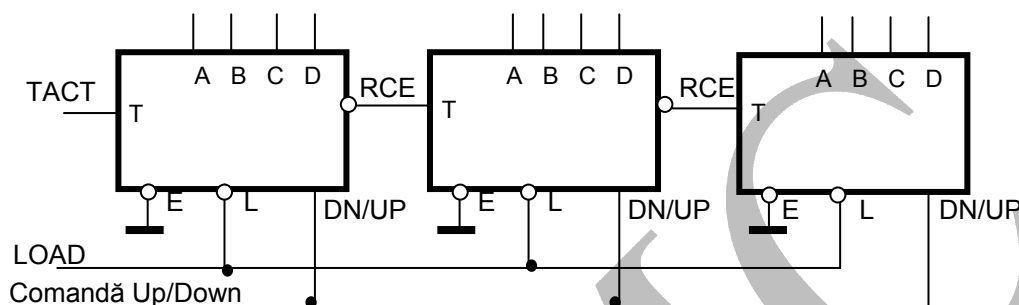 A B C D A B C D A B C D
TACT T RCE T RCE T
E L DN/UP E L DN/UP E L DN/UP
LOAD
Comandă Up/Down